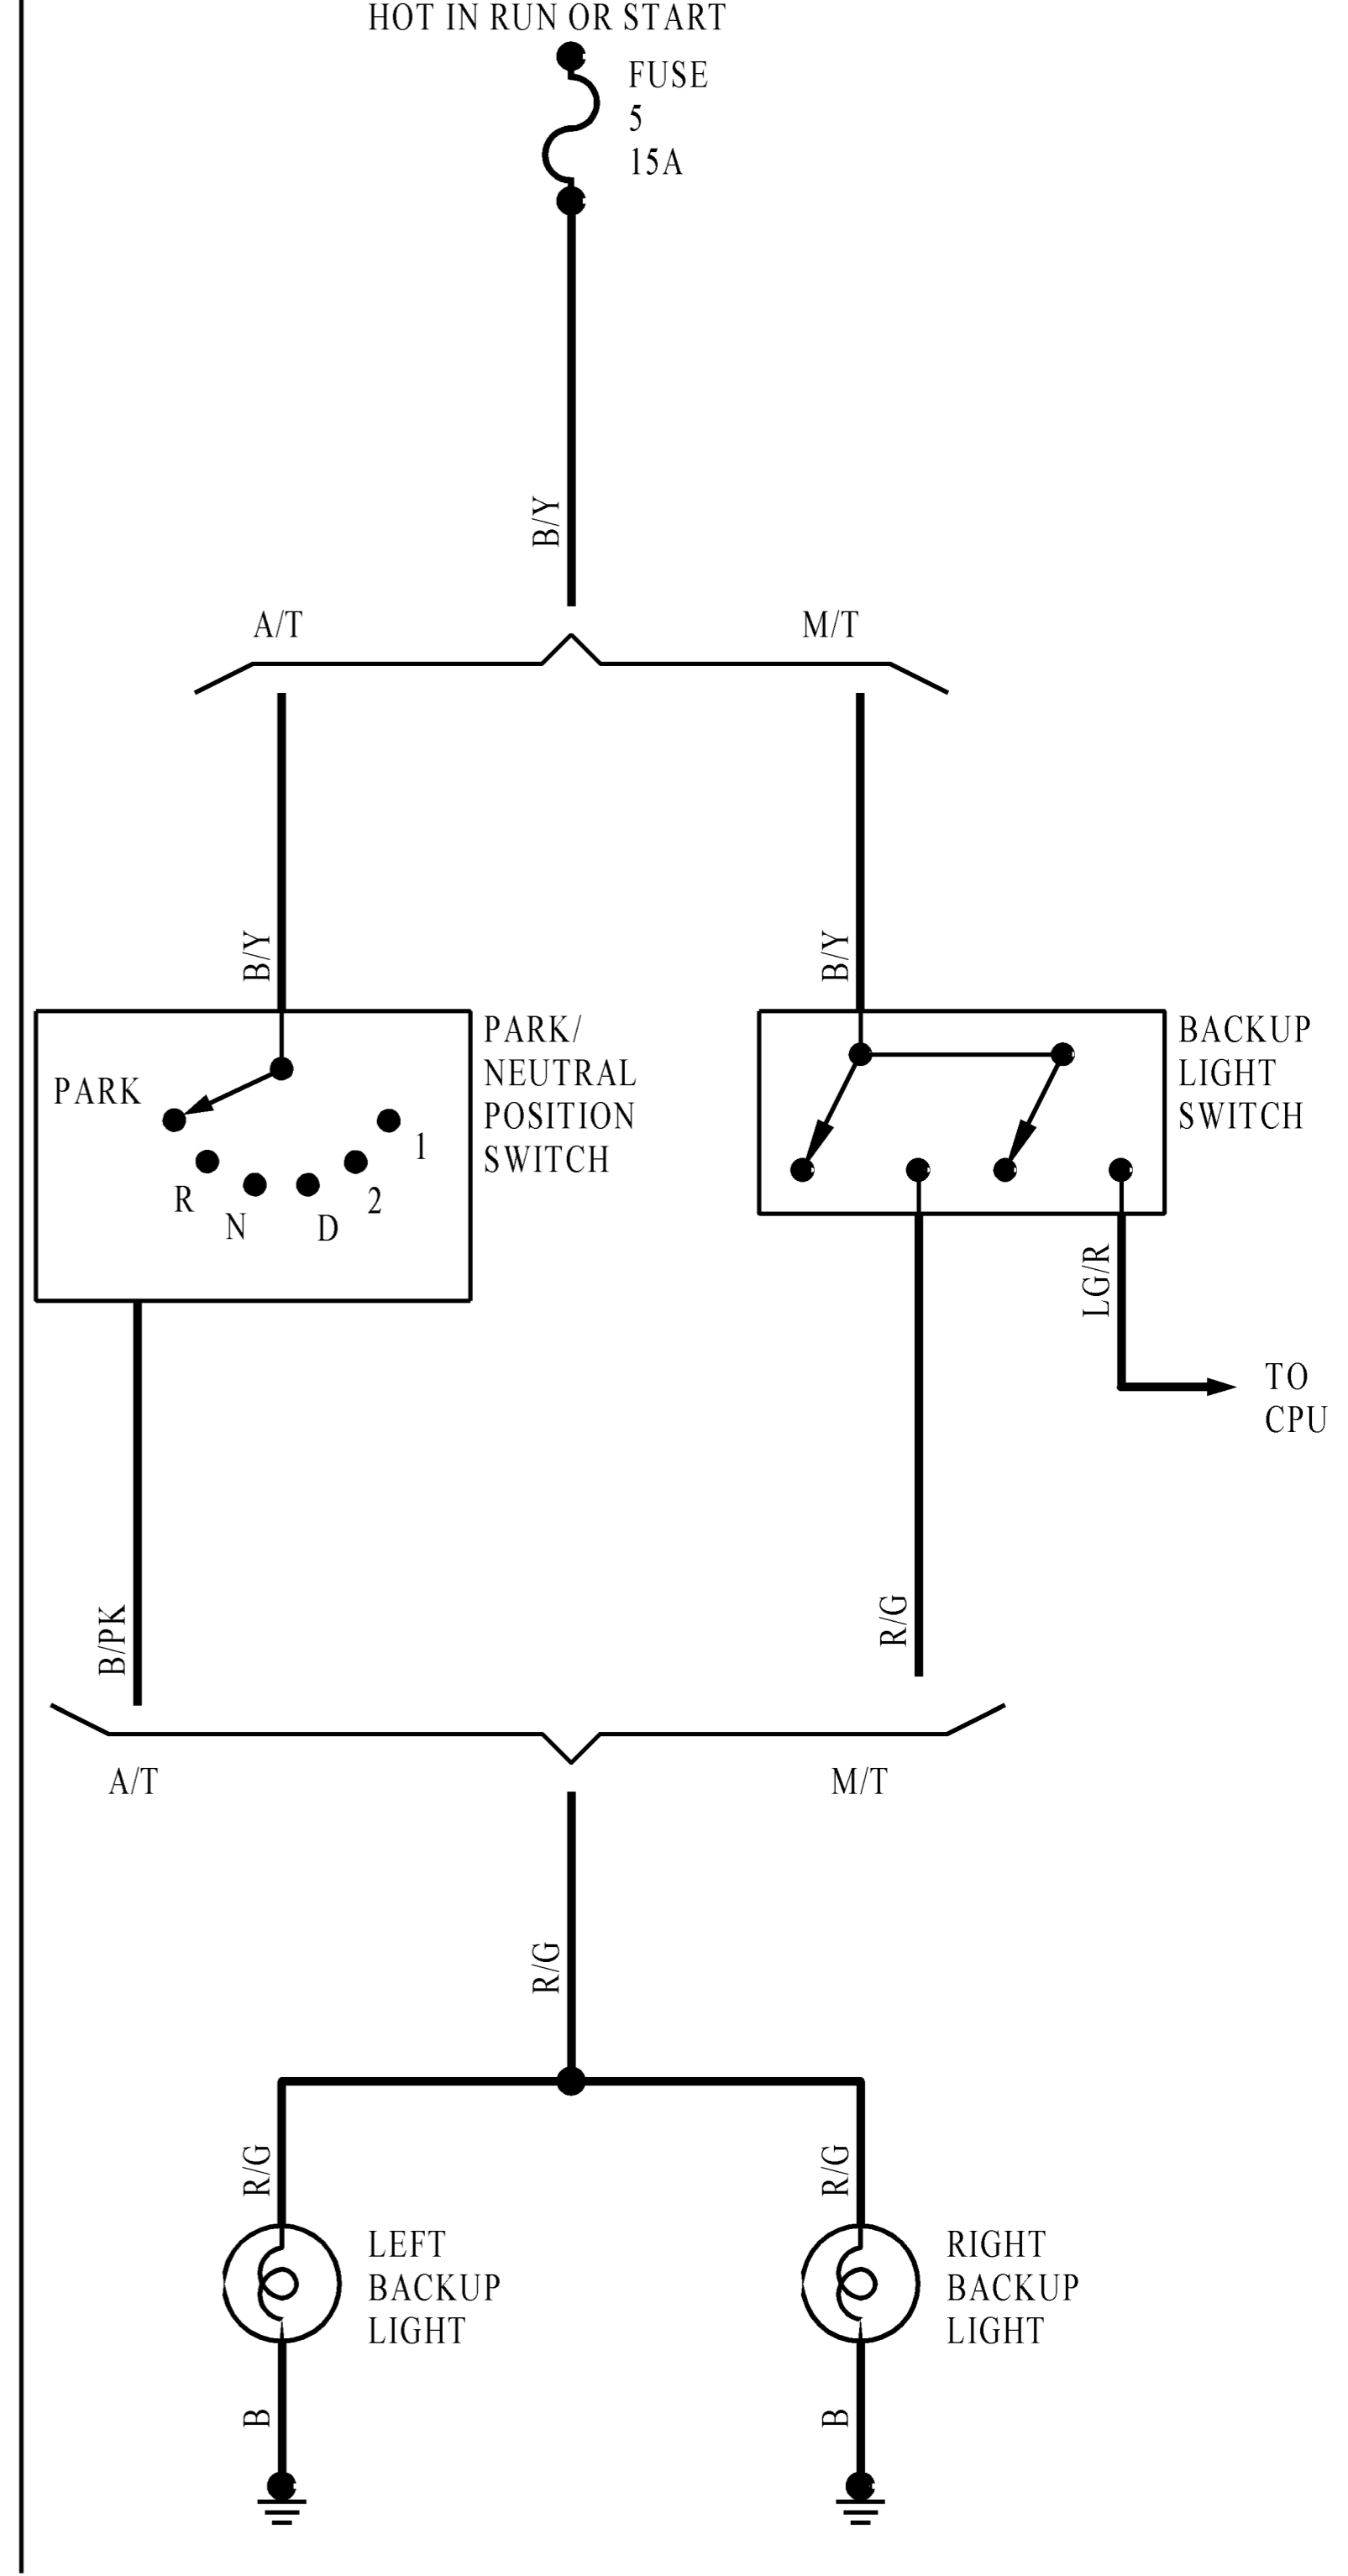 HOT IN RUN OR START
FUSE
5
15A
B/Y
A/T
M/T
B/Y
B/Y
PARK
R
N
D
2
1
PARK/
NEUTRAL
POSITION
SWITCH
BACKUP
LIGHT
SWITCH
LG/R
TO
CPU
B/PK
R/G
A/T
M/T
R/G
R/G
R/G
LEFT
BACKUP
LIGHT
RIGHT
BACKUP
LIGHT
B
B